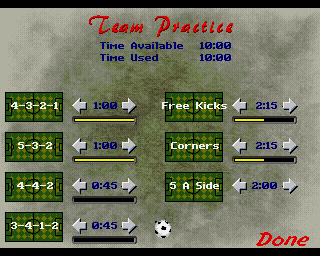 Team Practice
Time Available 10:00
Time Used 10:00
4-3-2-1 1:00 Free Kicks 2:15
5-3-2 1:00 Corners 2:15
4-4-2 0:45 5 A Side 2:00
3-4-1-2 0:45
Done